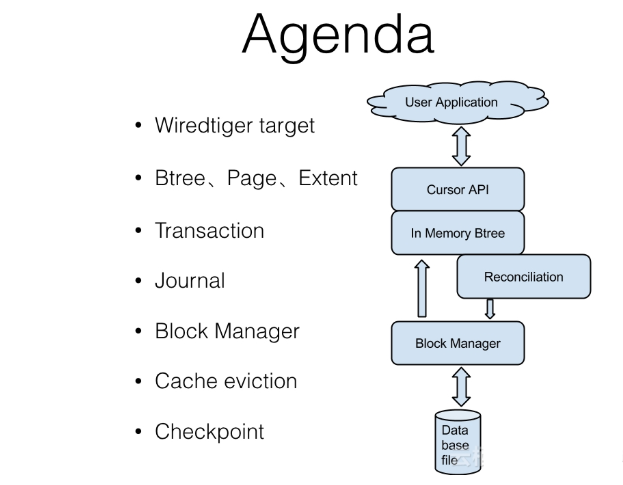 Agenda
• Wiredtiger target
• Btree、Page、Extent
• Transaction
• Journal
• Block Manager
• Cache eviction
• Checkpoint
User Application
Cursor API
In Memory Btree
Reconciliation
Block Manager
Data
base
file